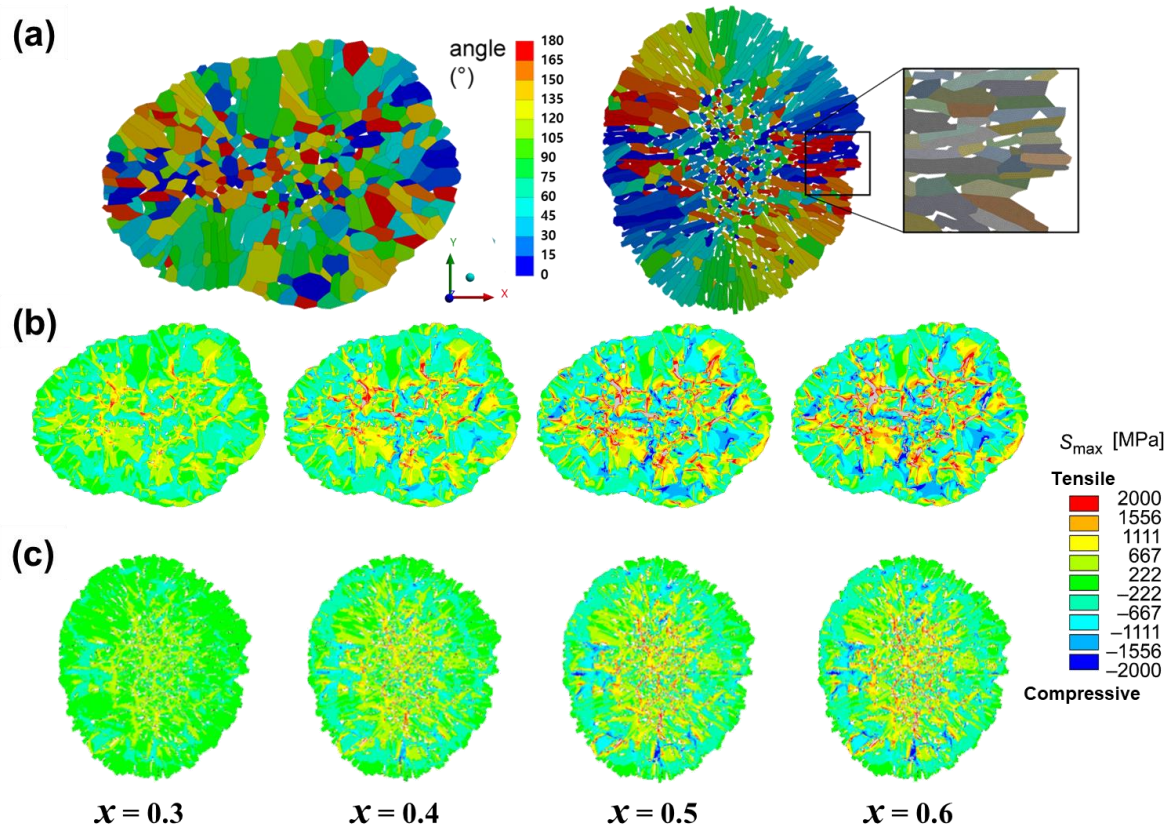 (a)
angle
(°)
180
165
150
135
120
105
90
75
60
45
30
15
0
Y
X
Z
(b)
S max [MPa]
Tensile
2000
1556
1111
667
222
–222
–667
–1111
–1556
–2000
Compressive
(c)
x = 0.3
x = 0.4
x = 0.5
x = 0.6